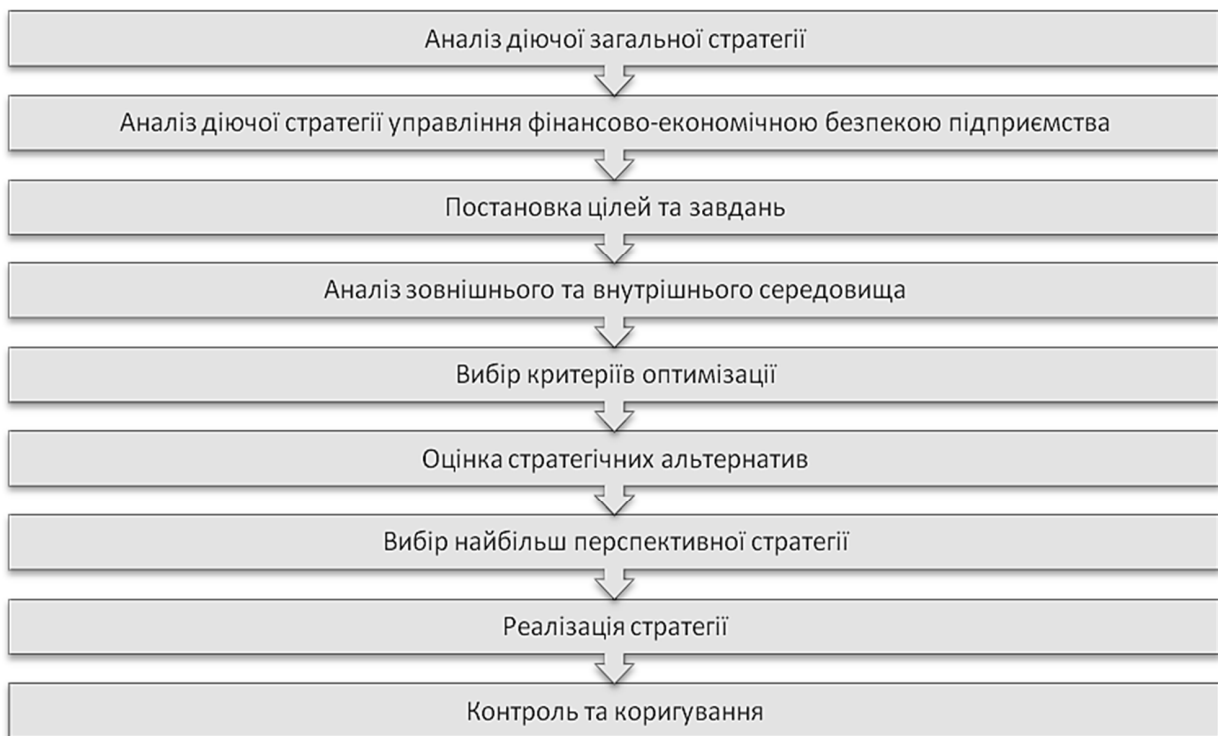 Аналіз діючої загальної стратегії
Аналіз діючої стратегії управління фінансово-економічною безпекою підприємства
Постановка цілей та завдань
Аналіз зовнішнього та внутрішнього середовища
Вибір критеріїв оптимізації
Оцінка стратегічних альтернатив
Вибір найбільш перспективної стратегії
Реалізація стратегії
Контроль та коригування